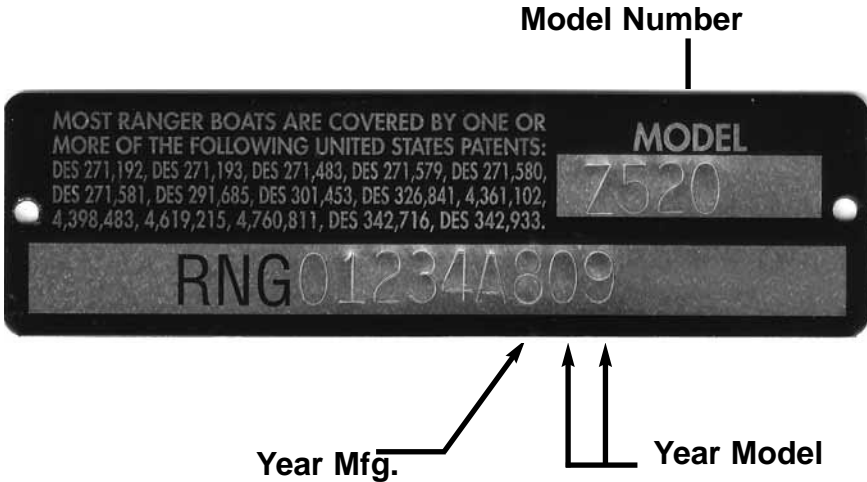 Model Number
MOST RANGER BOATS ARE COVERED BY ONE OR
MORE OF THE FOLLOWING UNITED STATES PATENTS:
DES 271,192, DES 271,193, DES 271,483, DES 271,579, DES 271,580,
DES 271,581, DES 291,685, DES 301,453, DES 326,841, 4,361,102,
4,398,483, 4,619,215, 4,760,811, DES 342,716, DES 342,933.
MODEL
Z520
RNG01234A809
Year Mfg.
Year Model